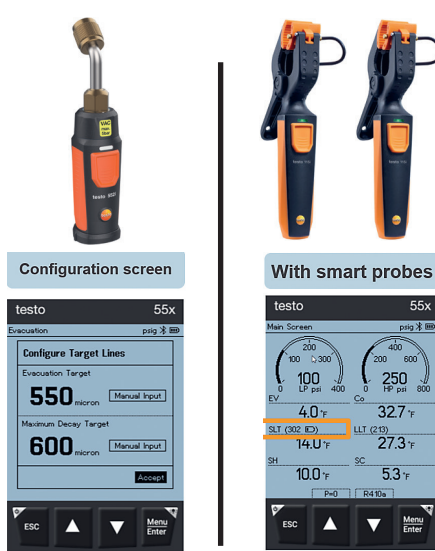 VAC
testo 552i
Configuration screen
testo 55x
Evacuation psig
Configure Target Lines
Evacuation Target
550 micron Manual Input
Maximum Decay Target
600 micron Manual Input
Accept
ESC
Menu
Enter
With smart probes
testo 55x
Main Screen psig
200
100 300
0 100 400
LP psi
400
200 600
0 250 800
HP psi
EV Co
4.0 °F 32.7 °F
SLT (302 LLT (213)
14.0 °F 27.3 °F
SH SC
10.0 °F 5.3 °F
P=0 R410a
ESC
Menu
Enter